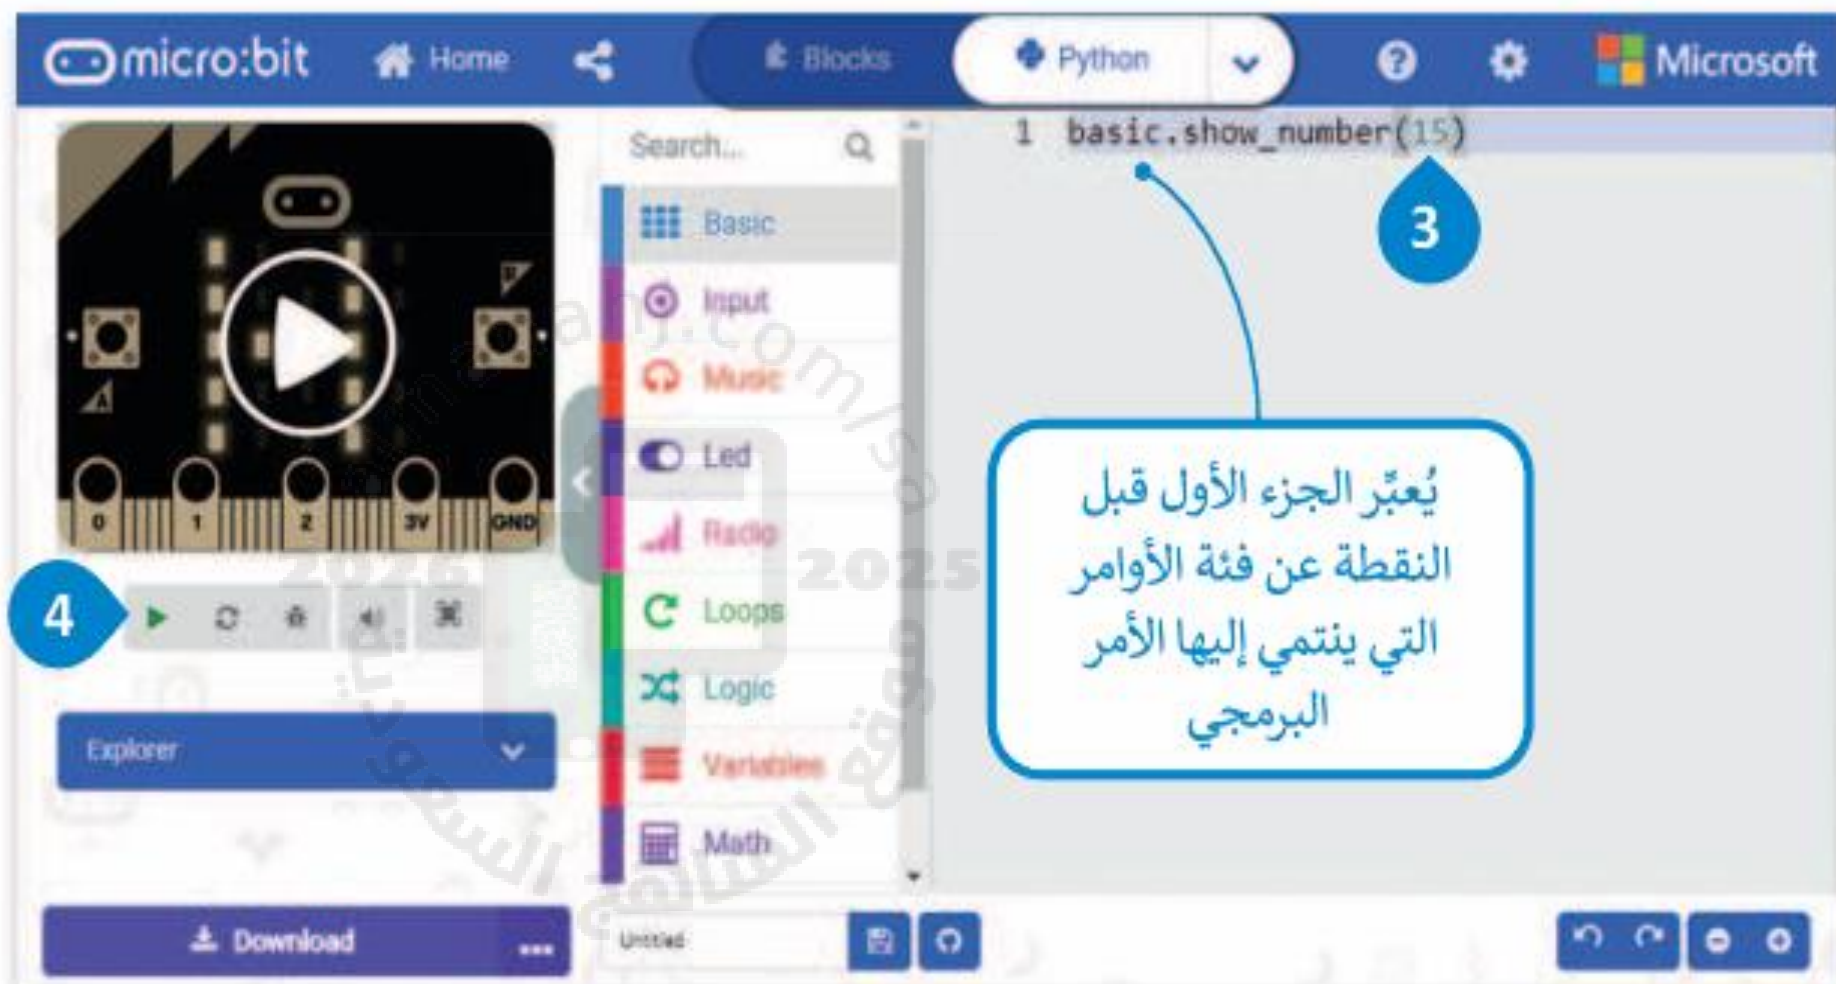 micro:bit Home Blocks Python ? Microsoft
Search...
1 basic.show_number(15)
3
Basic
Input
Music
Led
Radio
Loops
Logic
Variables
Math
B
A
0 1 2 3V GND
4
Explorer
Download ...
Untitled
يُعبِّر الجزء الأول قبل
النقطة عن فئة الأوامر
التي ينتمي إليها الأمر
البرمجي
2026 2025